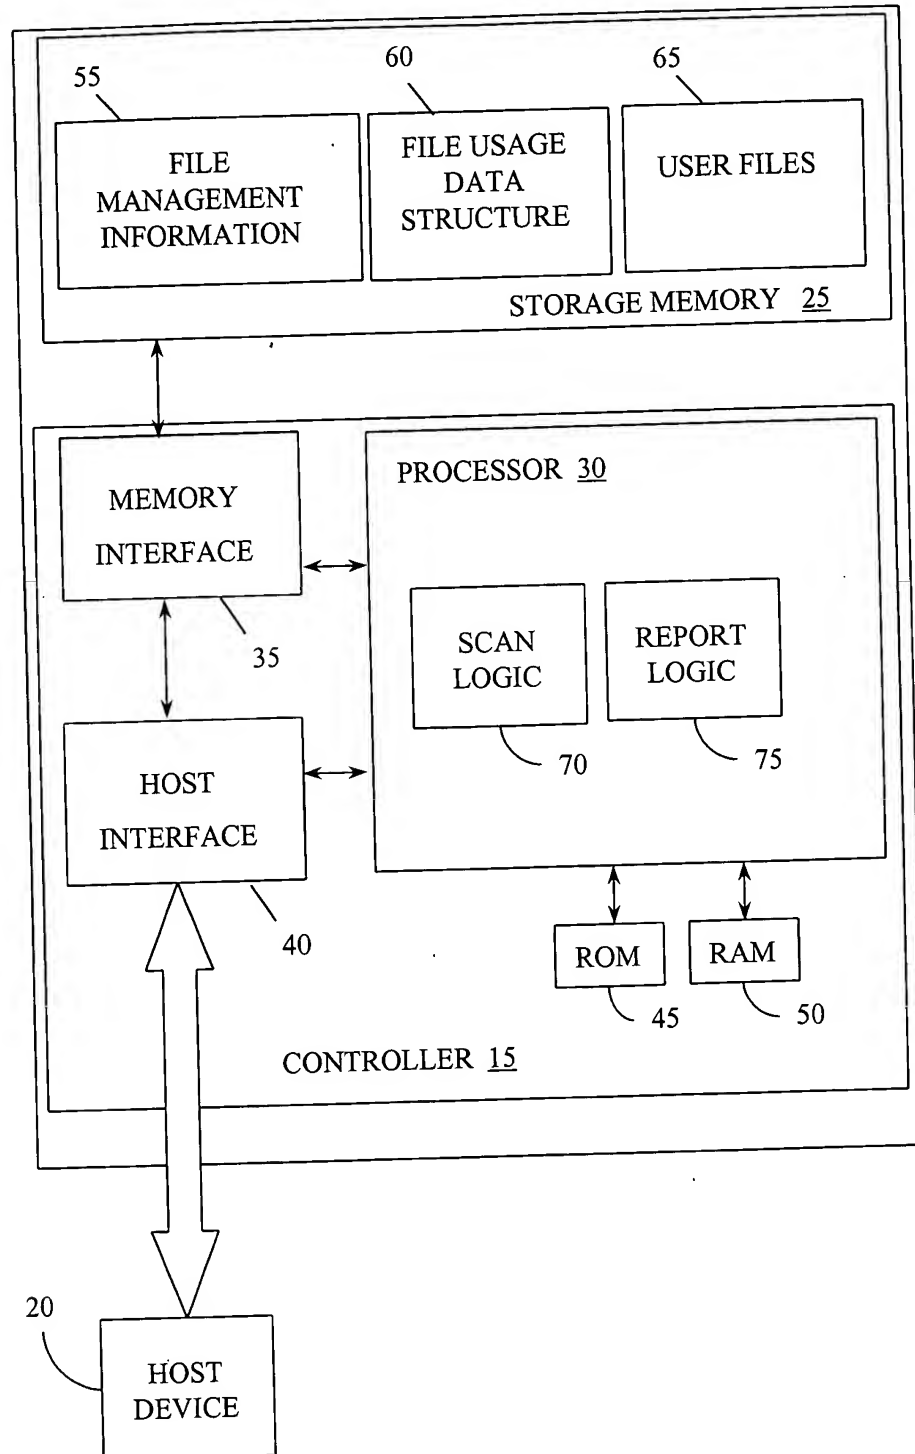 55
60
65
FILE
MANAGEMENT
INFORMATION
FILE USAGE
DATA
STRUCTURE
USER FILES
STORAGE MEMORY 25
MEMORY
INTERFACE
35
PROCESSOR 30
SCAN
LOGIC
70
REPORT
LOGIC
75
HOST
INTERFACE
40
ROM
45
RAM
50
CONTROLLER 15
20
HOST
DEVICE